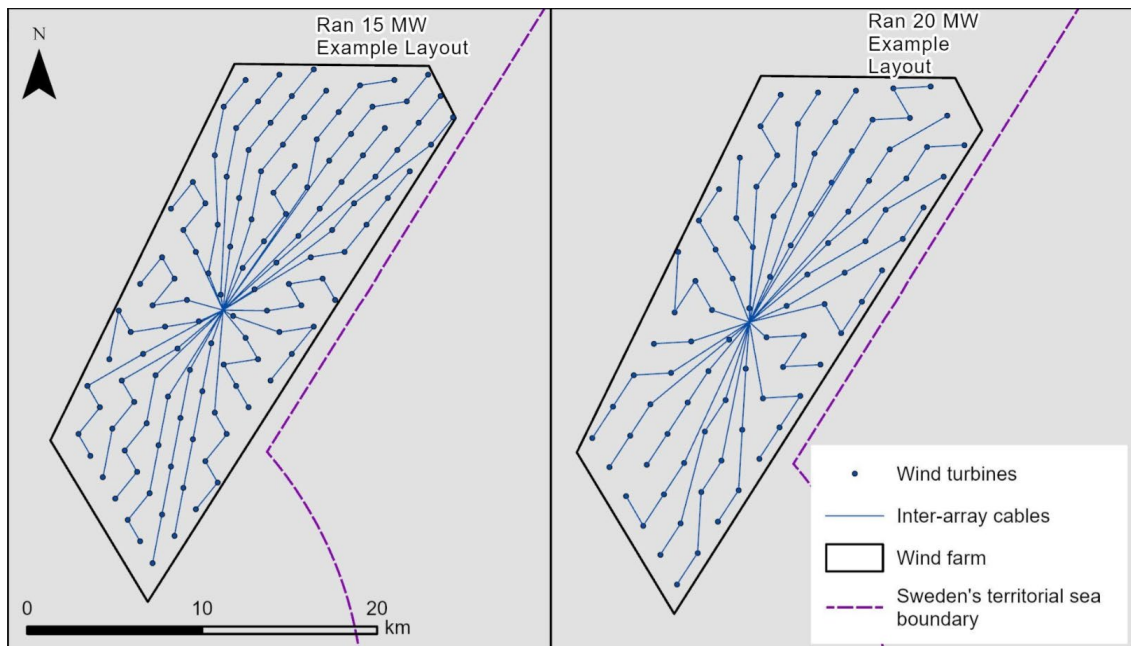 N
Ran 15 MW
Example Layout
0 10 20
km
Ran 20 MW
Example
Layout
Wind turbines
Inter-array cables
Wind farm
Sweden's territorial sea
boundary